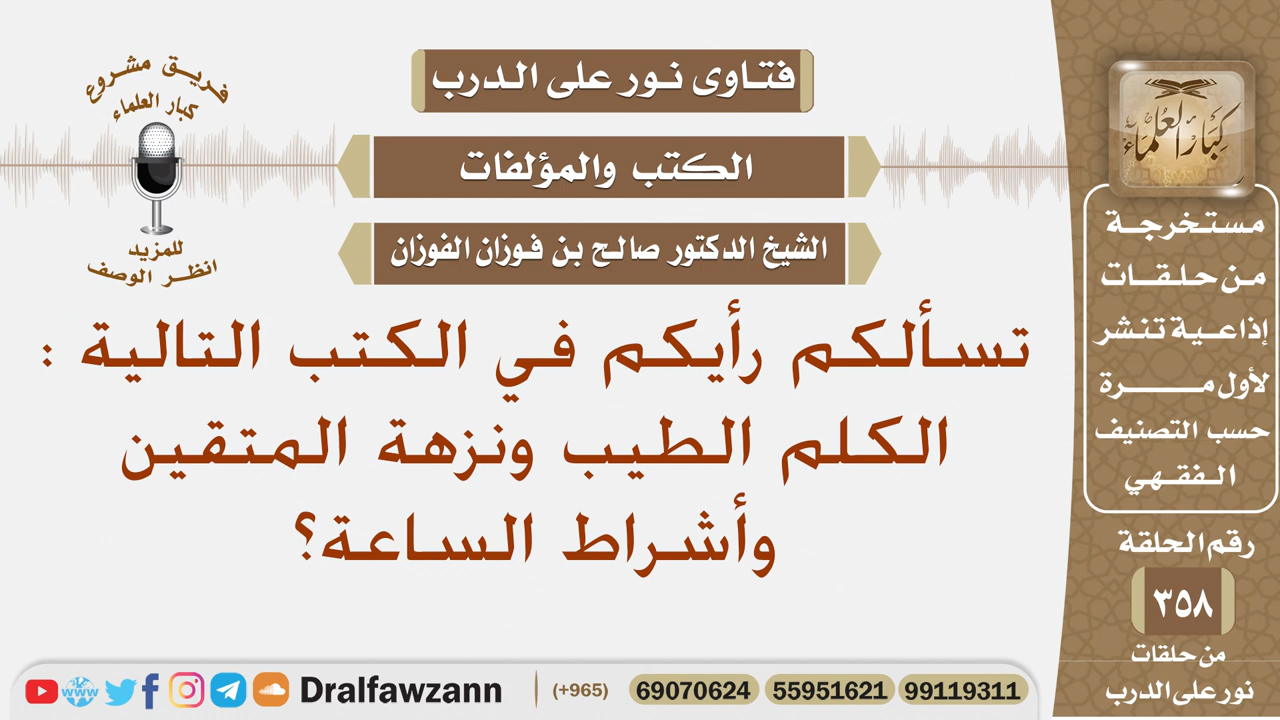 فتاوى نور على الدرب
الكتب والمؤلفات
الشيخ الدكتور صالح بن فوزان الفوزان
تسألكم رأيكم في الكتب التالية :
الكلم الطيب ونزهة المتقين
وأشراط الساعة؟
فريق مشروع
كبار العلماء
للمزيد
انظر الوصف
كبار العلماء
مستخرجة
من حلقات
إذاعية تنشر
لأول مرة
حسب التصنيف
الفقهي
رقم الحلقة
٣٥٨
من حلقات
نور على الدرب
www
Dralfawzann
(+965) 69070624 55951621 99119311